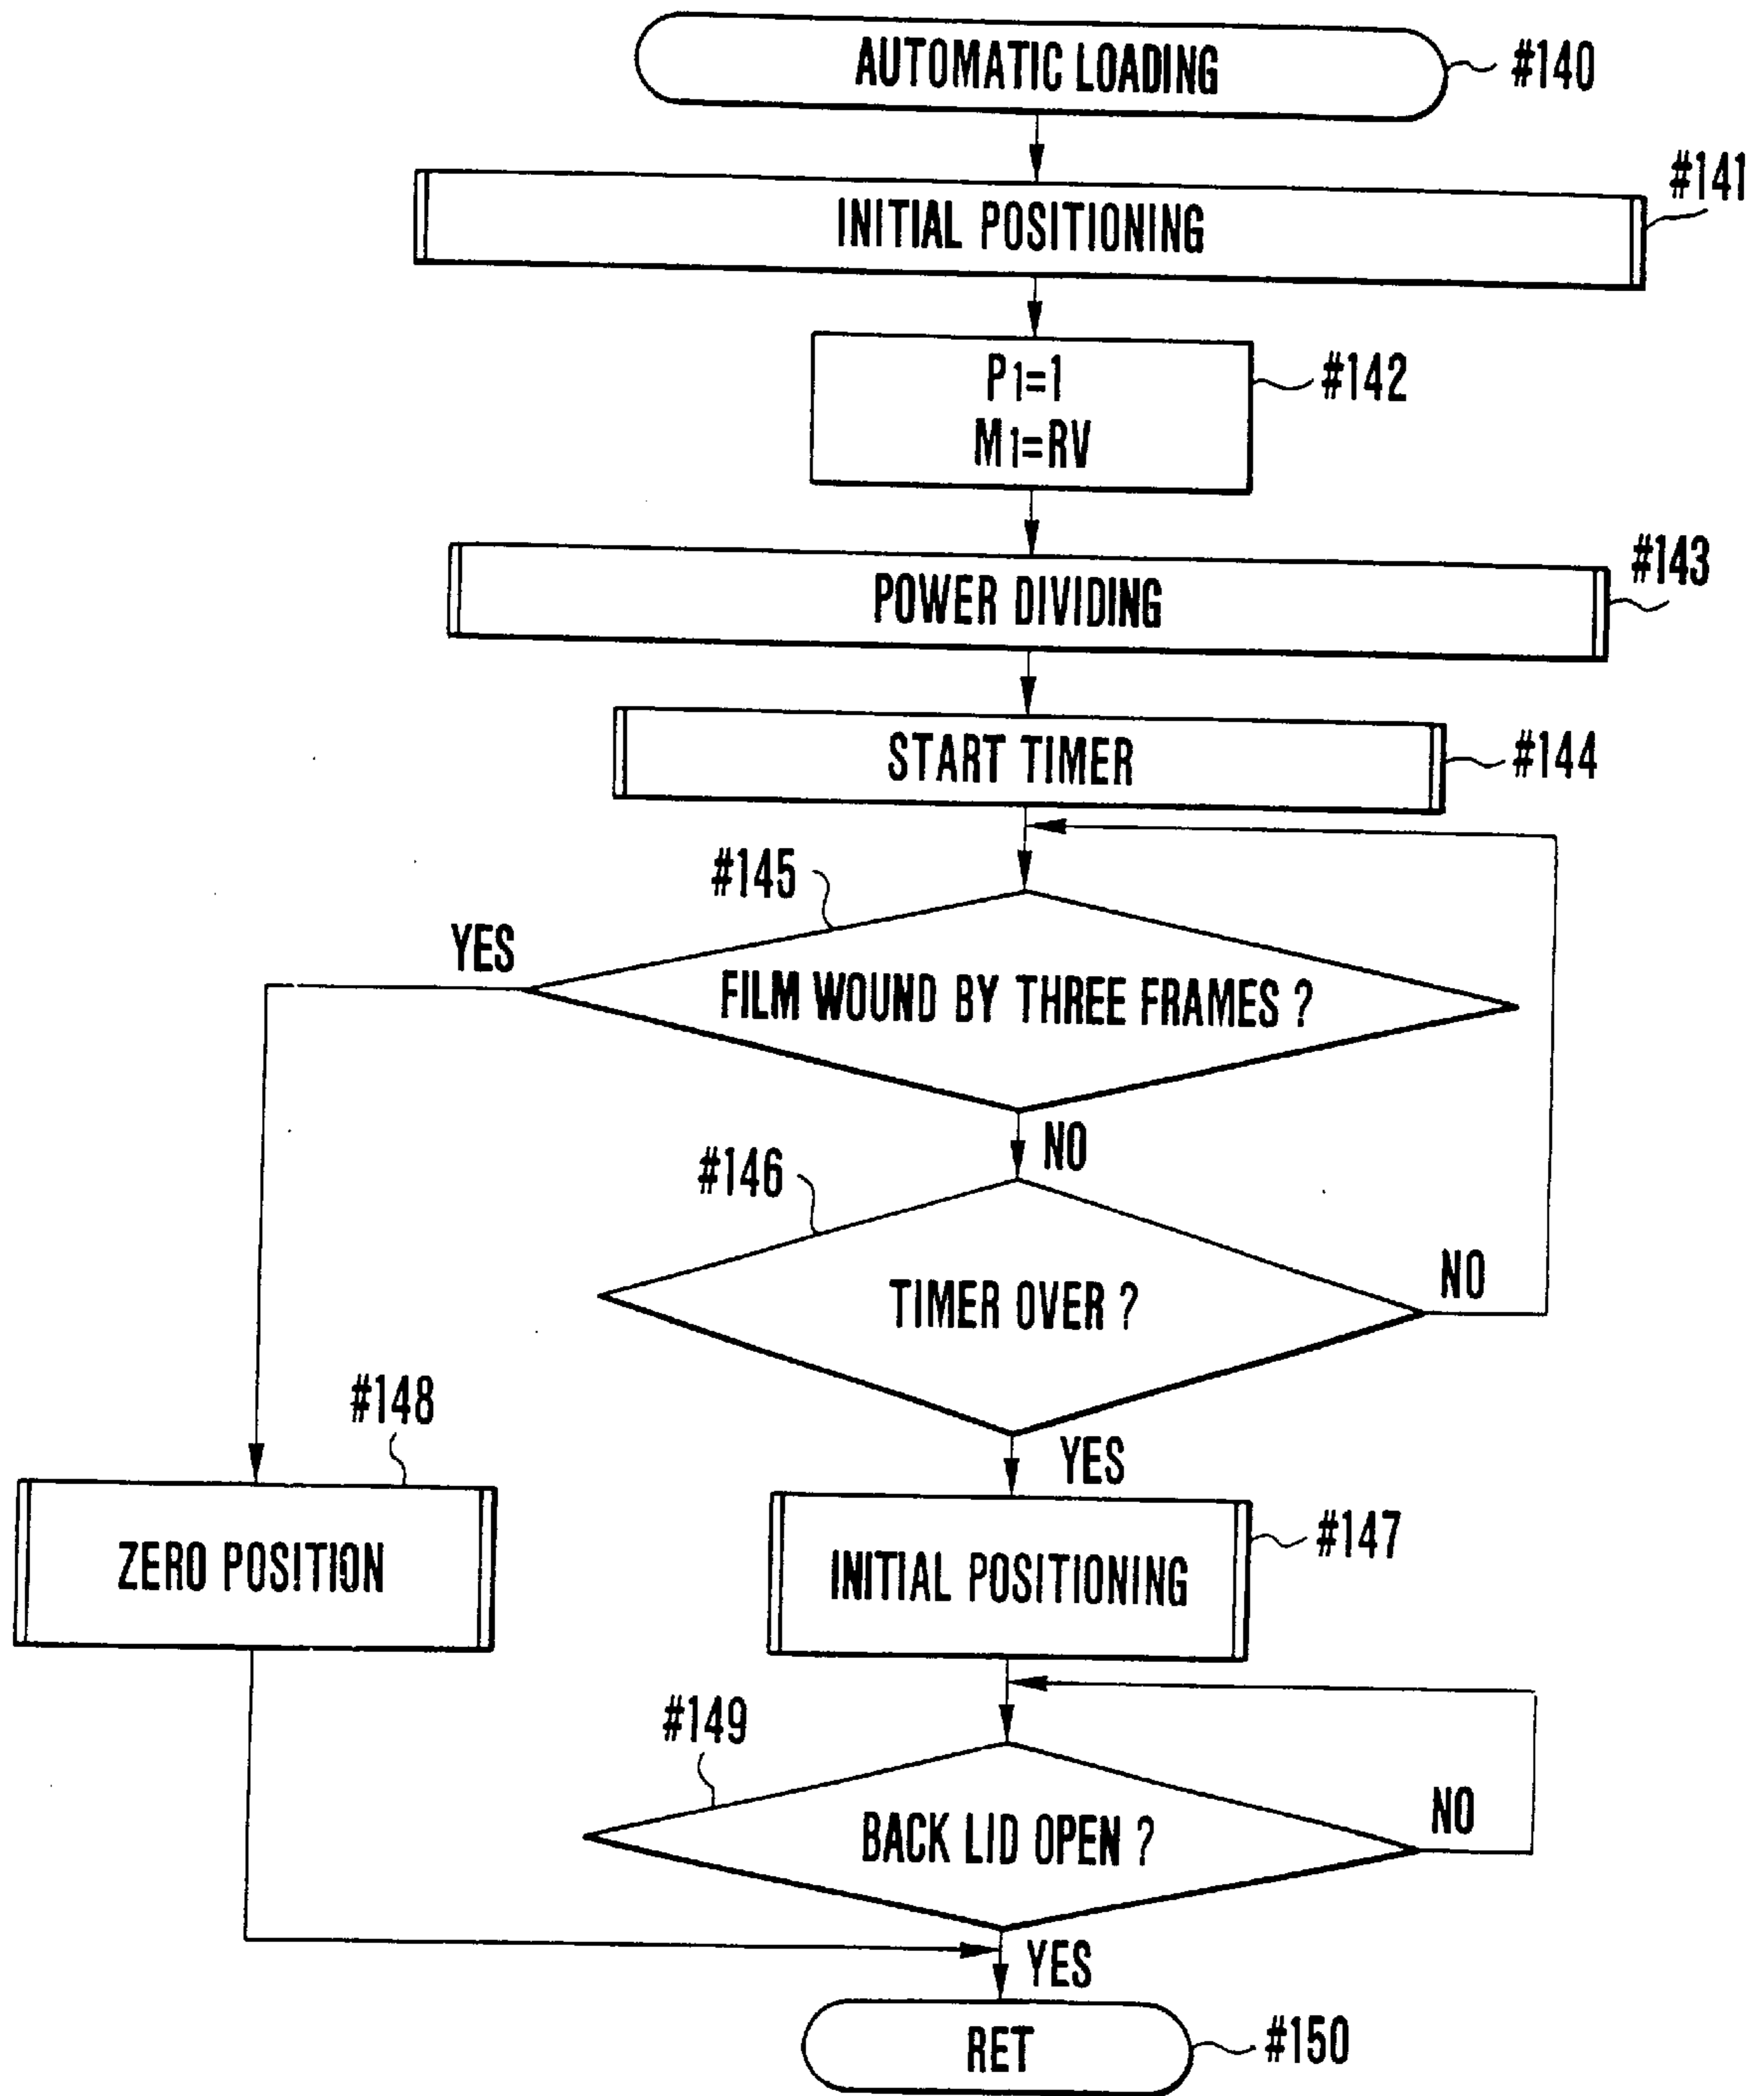 AUTOMATIC LOADING
#140
#141
INITIAL POSITIONING
P1=1
M1=RV
#142
#143
POWER DIVIDING
START TIMER
#144
#145
YES
FILM WOUND BY THREE FRAMES ?
NO
#146
TIMER OVER ?
NO
YES
#148
ZERO POSITION
#147
INITIAL POSITIONING
#149
BACK LID OPEN ?
NO
YES
RET
#150